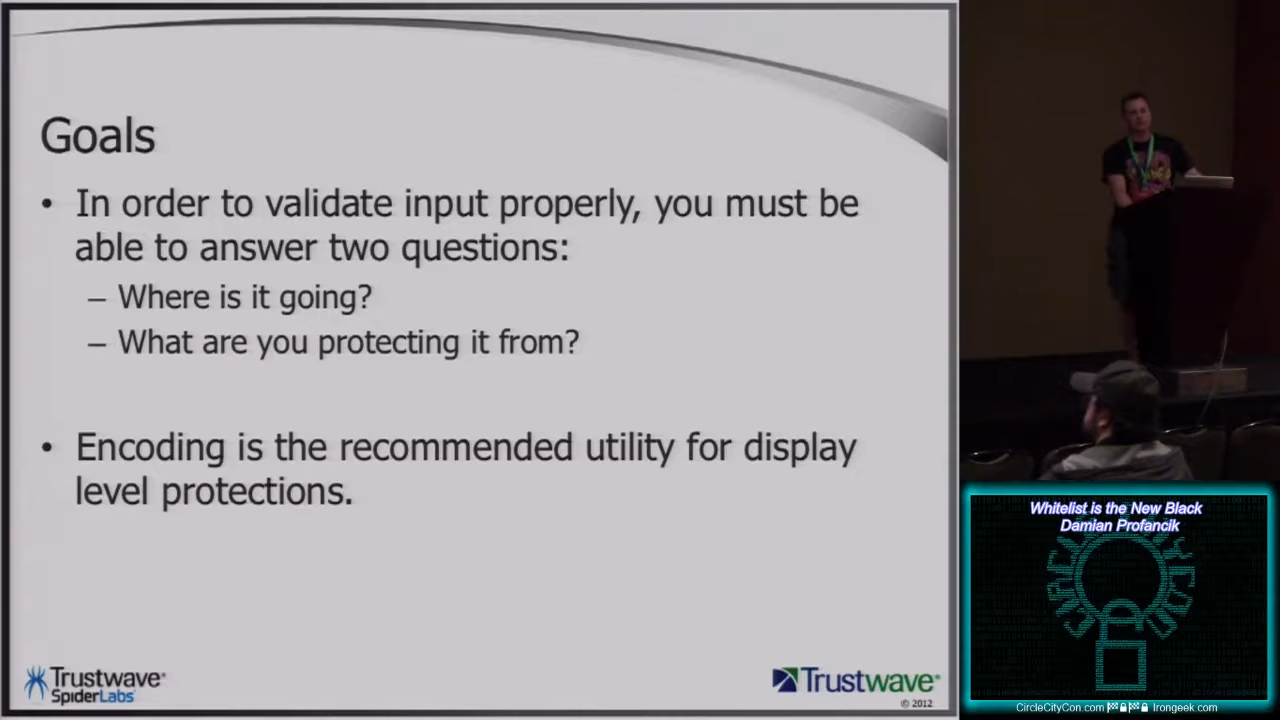 Goals
• In order to validate input properly, you must be
able to answer two questions:
– Where is it going?
– What are you protecting it from?
• Encoding is the recommended utility for display
level protections.
Trustwave®
SpiderLabs®
Trustwave®
© 2012
Whitelist is the New Black
Damian Profancik
CircleCityCon.com Irongeek.com